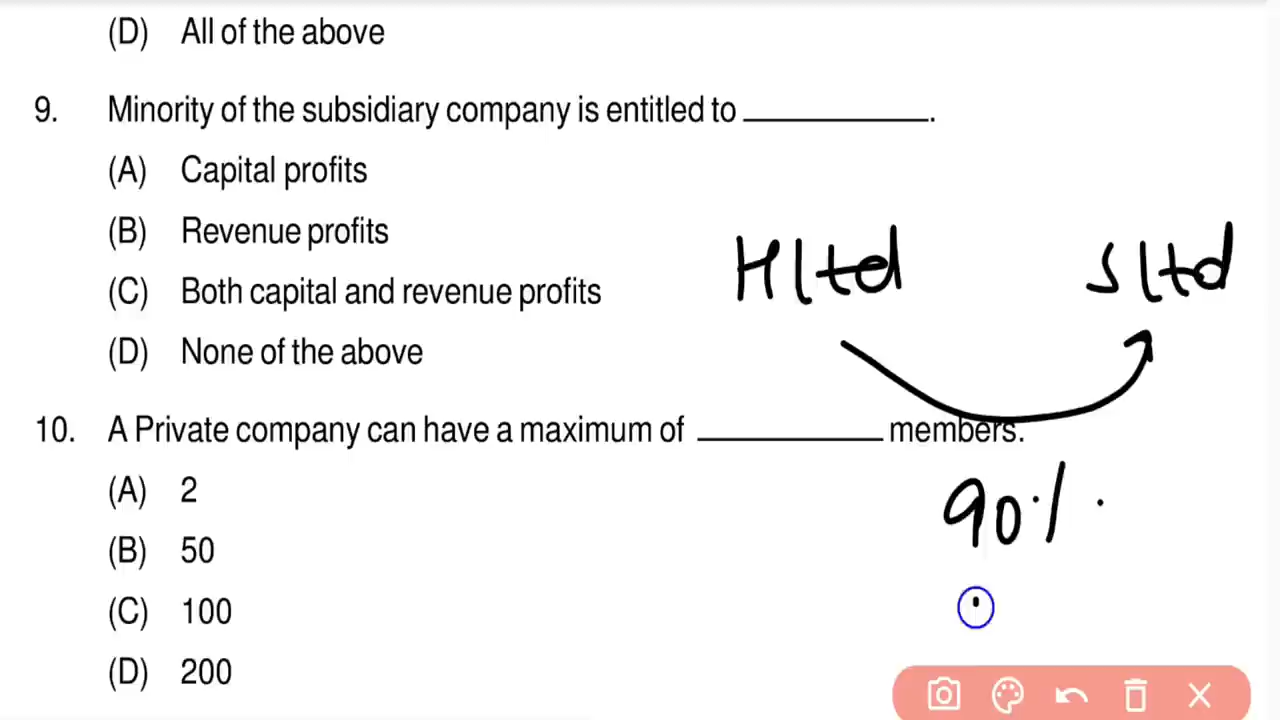 (D) All of the above
9. Minority of the subsidiary company is entitled to ___________.
(A) Capital profits
(B) Revenue profits
H ltd S ltd
(C) Both capital and revenue profits
(D) None of the above
10. A Private company can have a maximum of ___________ members.
(A) 2
90%.
(B) 50
(C) 100
(D) 200